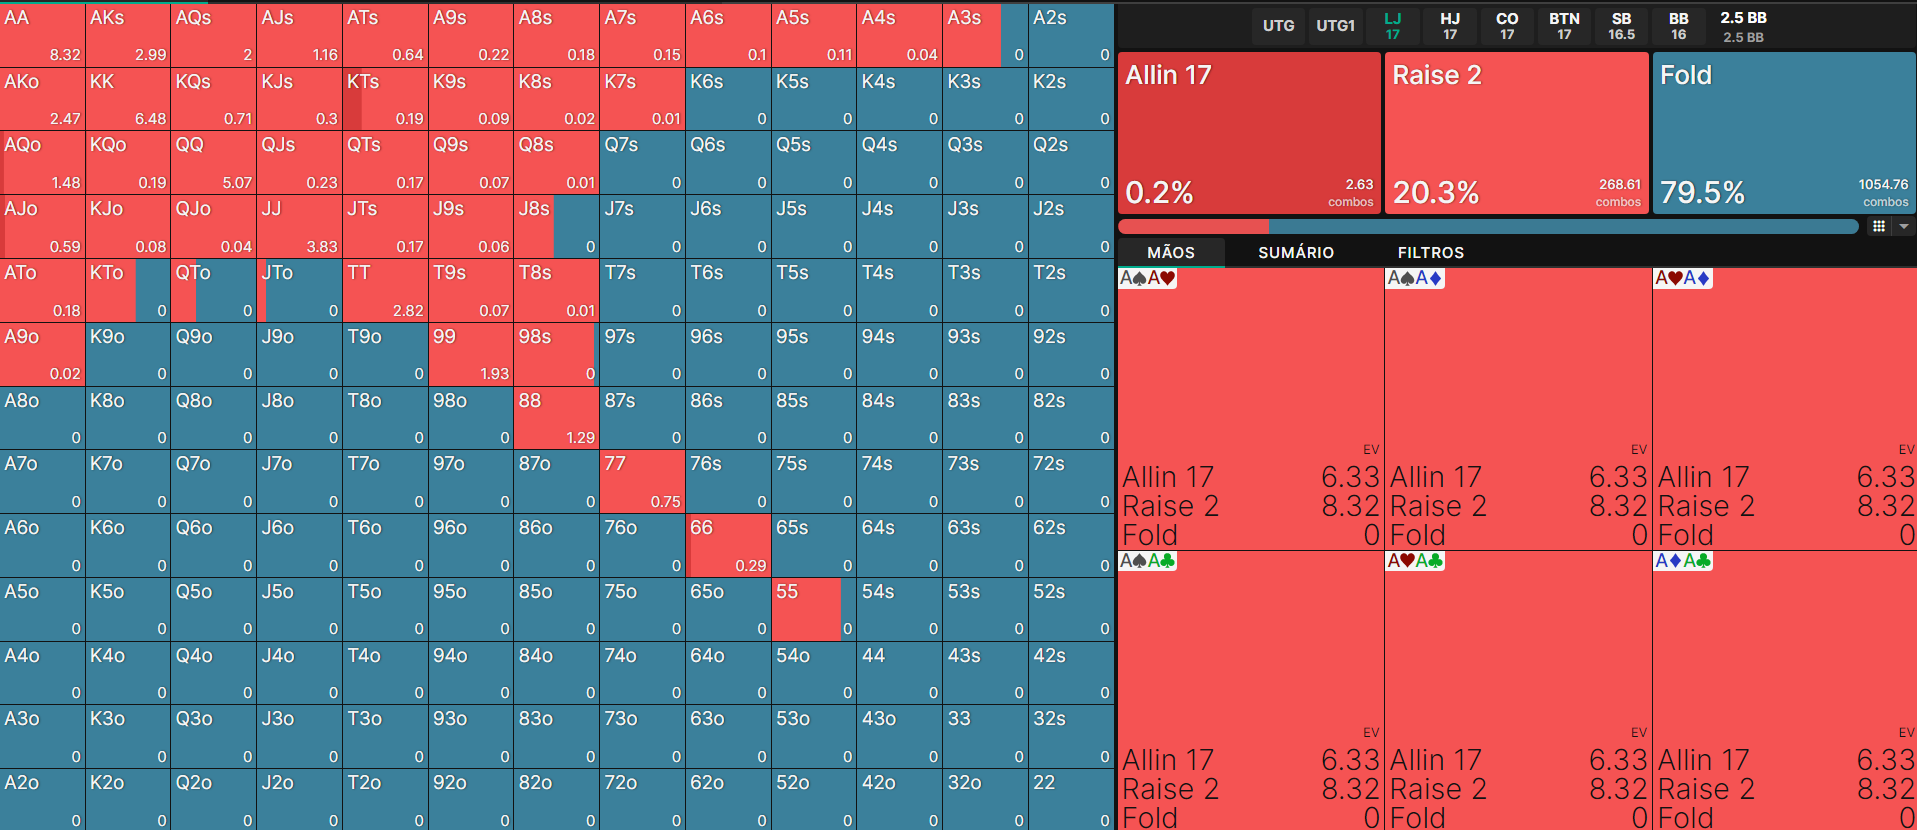 AA AKs AQs AJs ATs A9s A8s A7s A6s A5s A4s A3s A2s
8.32 2.99 2 1.16 0.64 0.22 0.18 0.15 0.1 0.11 0.04 0
AKo KK KQs KJs KTs K9s K8s K7s K6s K5s K4s K3s K2s
2.47 6.48 0.71 0.3 0.19 0.09 0.02 0.01 0 0 0 0 0
AQo KQo QQ QJs QTs Q9s Q8s Q7s Q6s Q5s Q4s Q3s Q2s
1.48 0.19 5.07 0.23 0.17 0.07 0.01 0 0 0 0 0 0
AJo KJo QJo JJ JTs J9s J8s J7s J6s J5s J4s J3s J2s
0.59 0.08 0.04 3.83 0.17 0.06 0 0 0 0 0 0 0
ATo KTo QTo JTo TT T9s T8s T7s T6s T5s T4s T3s T2s
0.18 0 0 0 2.82 0.07 0.01 0 0 0 0 0 0
A9o K9o Q9o J9o T9o 99 98s 97s 96s 95s 94s 93s 92s
0.02 0 0 0 0 1.93 0 0 0 0 0 0 0
A8o K8o Q8o J8o T8o 98o 88 87s 86s 85s 84s 83s 82s
0 0 0 0 0 0 1.29 0 0 0 0 0 0
A7o K7o Q7o J7o T7o 97o 87o 77 76s 75s 74s 73s 72s
0 0 0 0 0 0 0 0.75 0 0 0 0 0
A6o K6o Q6o J6o T6o 96o 86o 76o 66 65s 64s 63s 62s
0 0 0 0 0 0 0 0 0.29 0 0 0 0
A5o K5o Q5o J5o T5o 95o 85o 75o 65o 55 54s 53s 52s
0 0 0 0 0 0 0 0 0 0 0 0 0
A4o K4o Q4o J4o T4o 94o 84o 74o 64o 54o 44 43s 42s
0 0 0 0 0 0 0 0 0 0 0 0 0
A3o K3o Q3o J3o T3o 93o 83o 73o 63o 53o 43o 33 32s
0 0 0 0 0 0 0 0 0 0 0 0 0
A2o K2o Q2o J2o T2o 92o 82o 72o 62o 52o 42o 32o 22
0 0 0 0 0 0 0 0 0 0 0 0 0
UTG UTG1 LJ HJ CO BTN SB BB 2.5 BB
17 17 17 17 16.5 16 2.5 BB
Allin 17 Raise 2 Fold
0.2% 2.63 combos 20.3% 268.61 combos 79.5% 1054.76 combos
MÃOS SUMÁRIO FILTROS
A♠A♥ A♠A♦ A♥A♦
EV EV EV
Allin 17 6.33 Allin 17 6.33 Allin 17 6.33
Raise 2 8.32 Raise 2 8.32 Raise 2 8.32
Fold 0 Fold 0 Fold 0
A♠A♣ A♥A♣ A♦A♣
EV EV EV
Allin 17 6.33 Allin 17 6.33 Allin 17 6.33
Raise 2 8.32 Raise 2 8.32 Raise 2 8.32
Fold 0 Fold 0 Fold 0